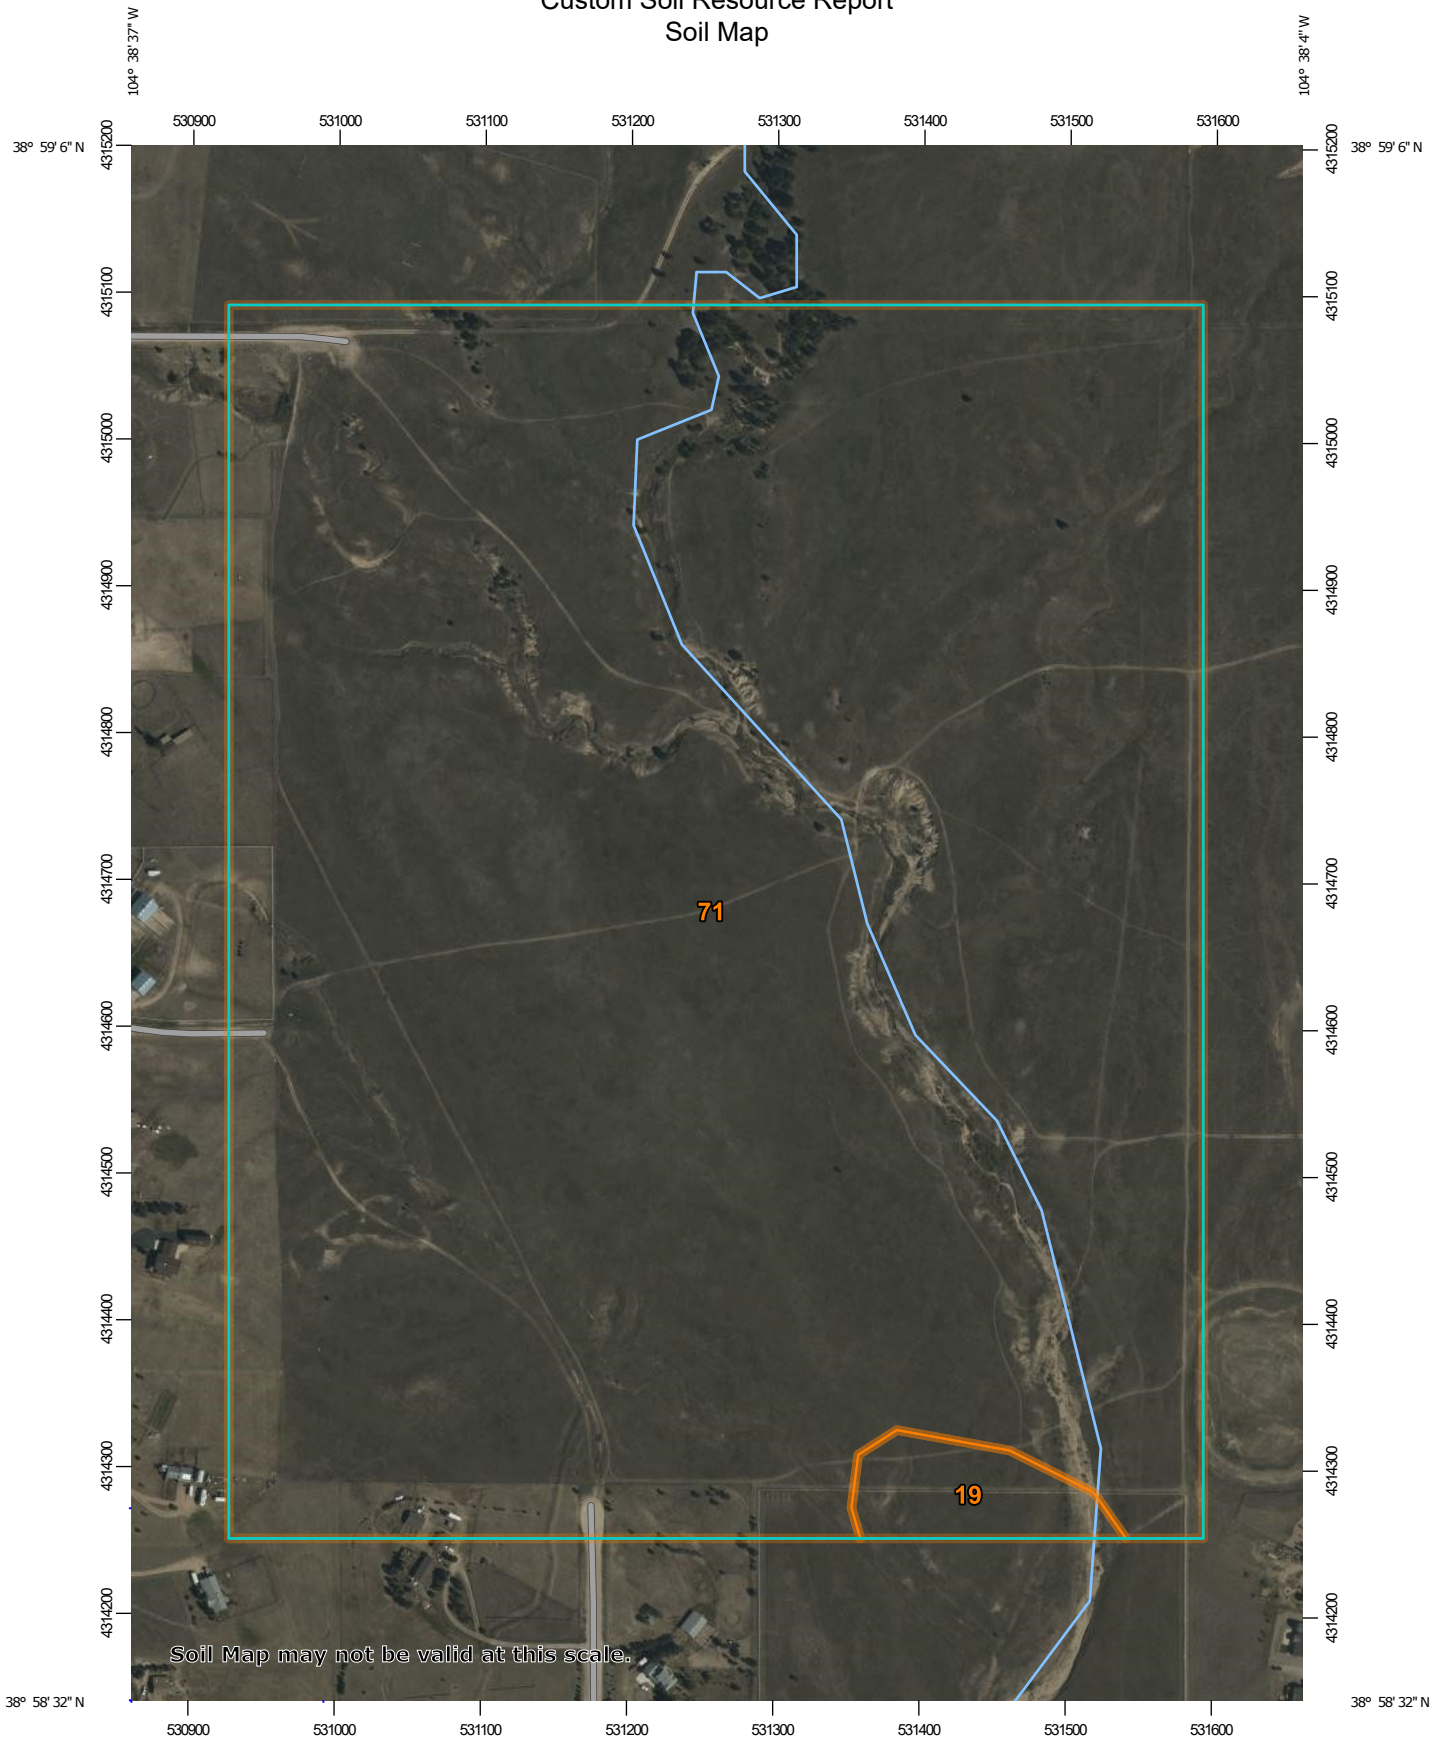 Custom Soil Resource Report
Soil Map
104° 38' 37" W
104° 38' 4" W
530900 531000 531100 531200 531300 531400 531500 531600
38° 59' 6" N
4315200
4315200
38° 59' 6" N
4315100
4315100
4315000
4315000
4314900
4314900
4314800
4314800
4314700
4314700
71
4314600
4314600
4314500
4314500
4314400
4314400
4314300
4314300
19
4314200
4314200
Soil Map may not be valid at this scale.
38° 58' 32" N
38° 58' 32" N
530900 531000 531100 531200 531300 531400 531500 531600